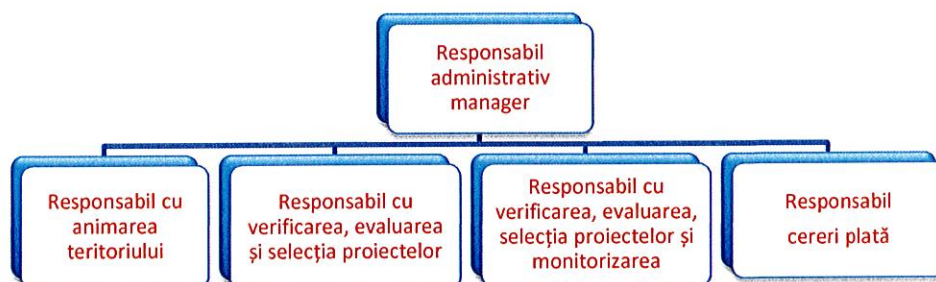 Responsabil
administrativ
manager
Responsabil cu
animarea
teritoriului
Responsabil cu
verificarea, evaluarea
și selecția proiectelor
Responsabil cu
verificarea, evaluarea,
selecția proiectelor și
monitorizarea
Responsabil
cereri plată